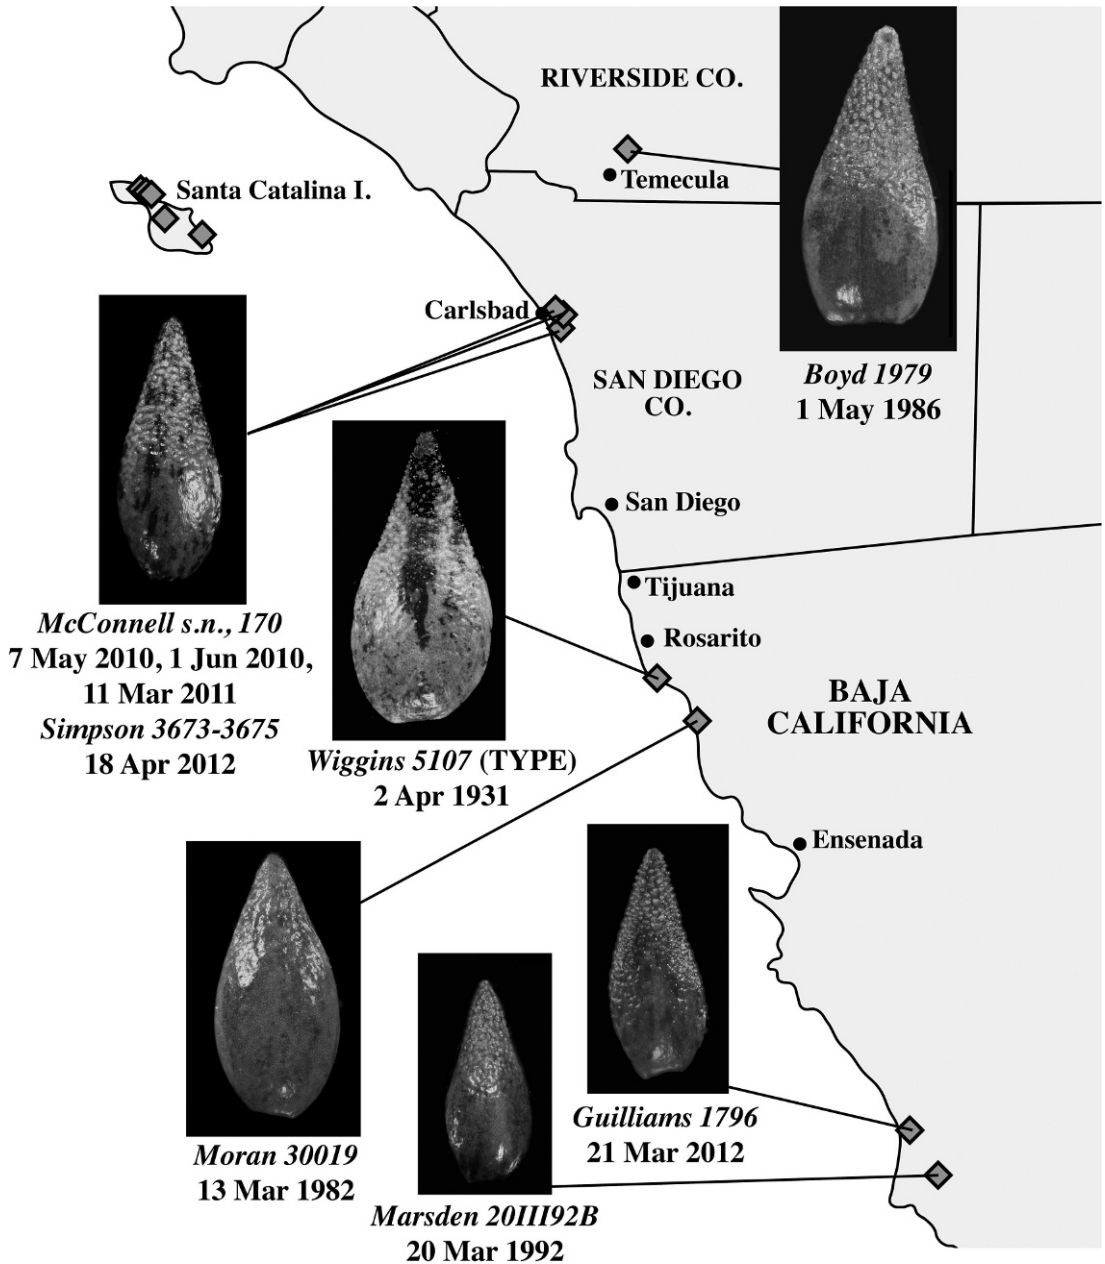 RIVERSIDE CO.
Temecula
Santa Catalina I.
Carlsbad
Boyd 1979
1 May 1986
SAN DIEGO
CO.
San Diego
Tijuana
Rosarito
McConnell s.n., 170
7 May 2010, 1 Jun 2010,
11 Mar 2011
Simpson 3673-3675
18 Apr 2012
BAJA
CALIFORNIA
Wiggins 5107 (TYPE)
2 Apr 1931
Ensenada
Guilliams 1796
21 Mar 2012
Moran 30019
13 Mar 1982
Marsden 20III92B
20 Mar 1992